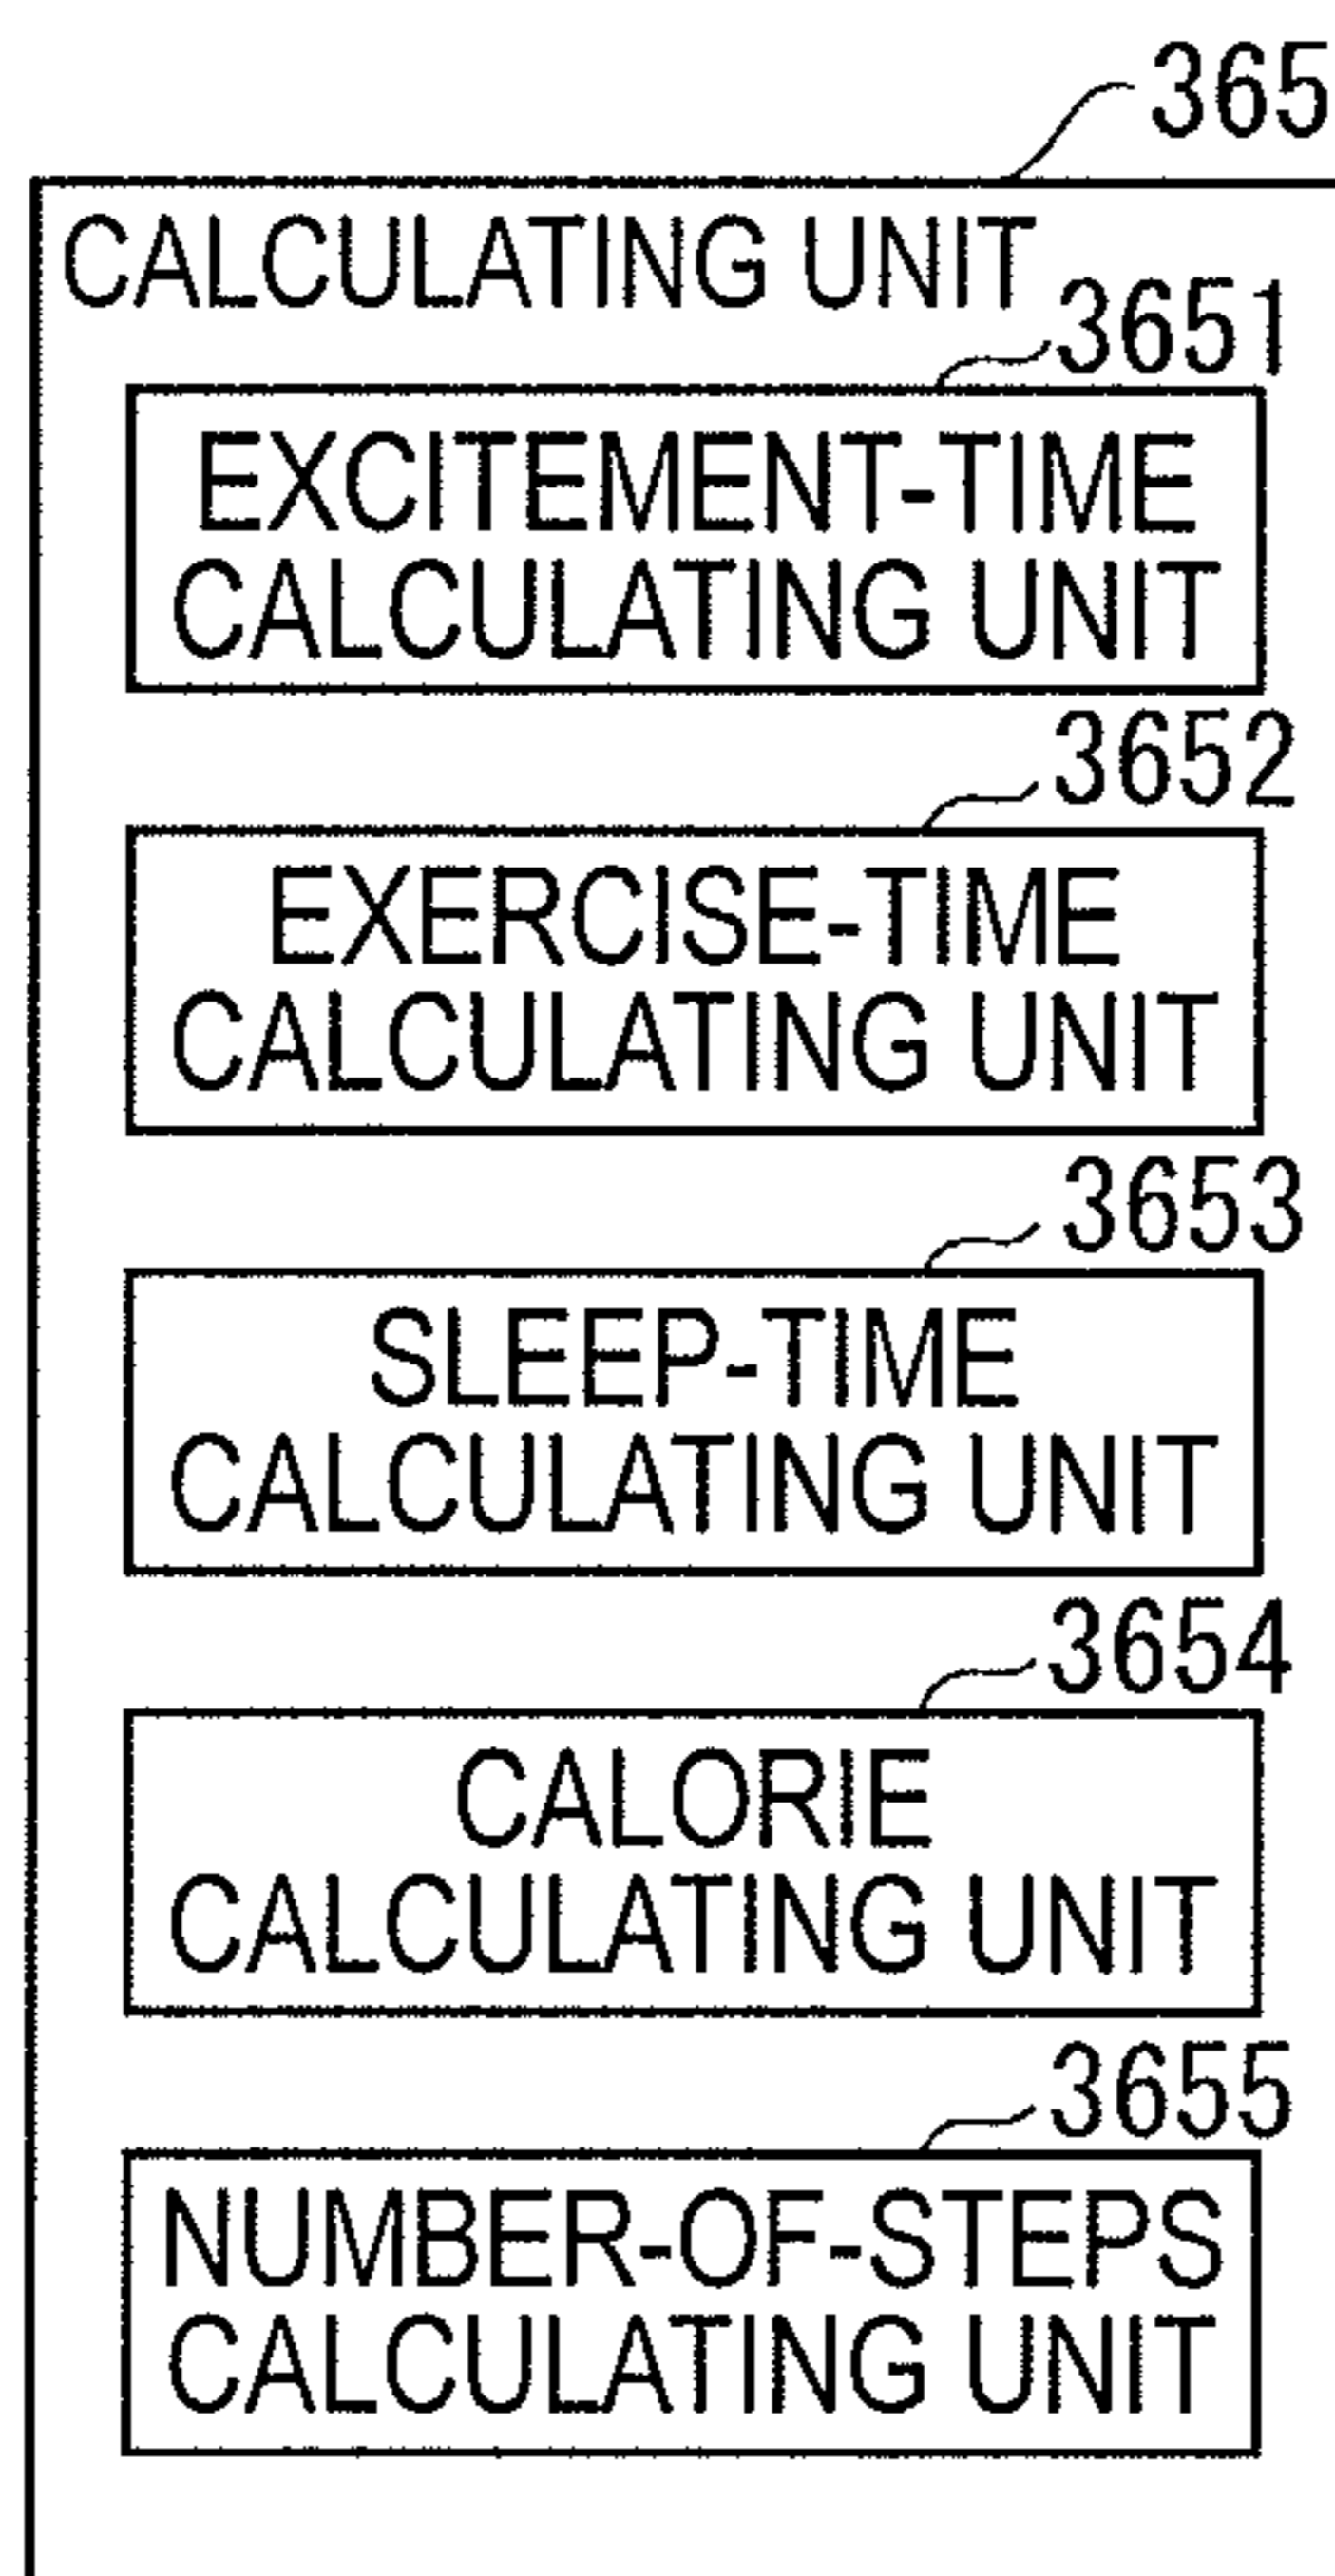 365
CALCULATING UNIT
3651
EXCITEMENT-TIME
CALCULATING UNIT
3652
EXERCISE-TIME
CALCULATING UNIT
3653
SLEEP-TIME
CALCULATING UNIT
3654
CALORIE
CALCULATING UNIT
3655
NUMBER-OF-STEPS
CALCULATING UNIT